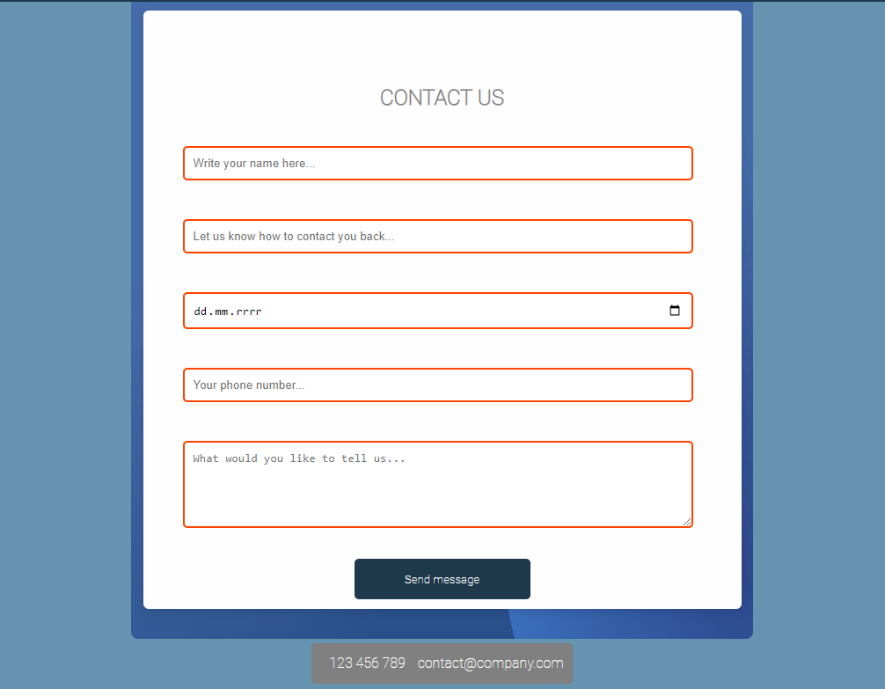 CONTACT US
Write your name here...
Let us know how to contact you back...
dd.mm.rrrr
Your phone number...
What would you like to tell us...
Send message
123 456 789 contact@company.com